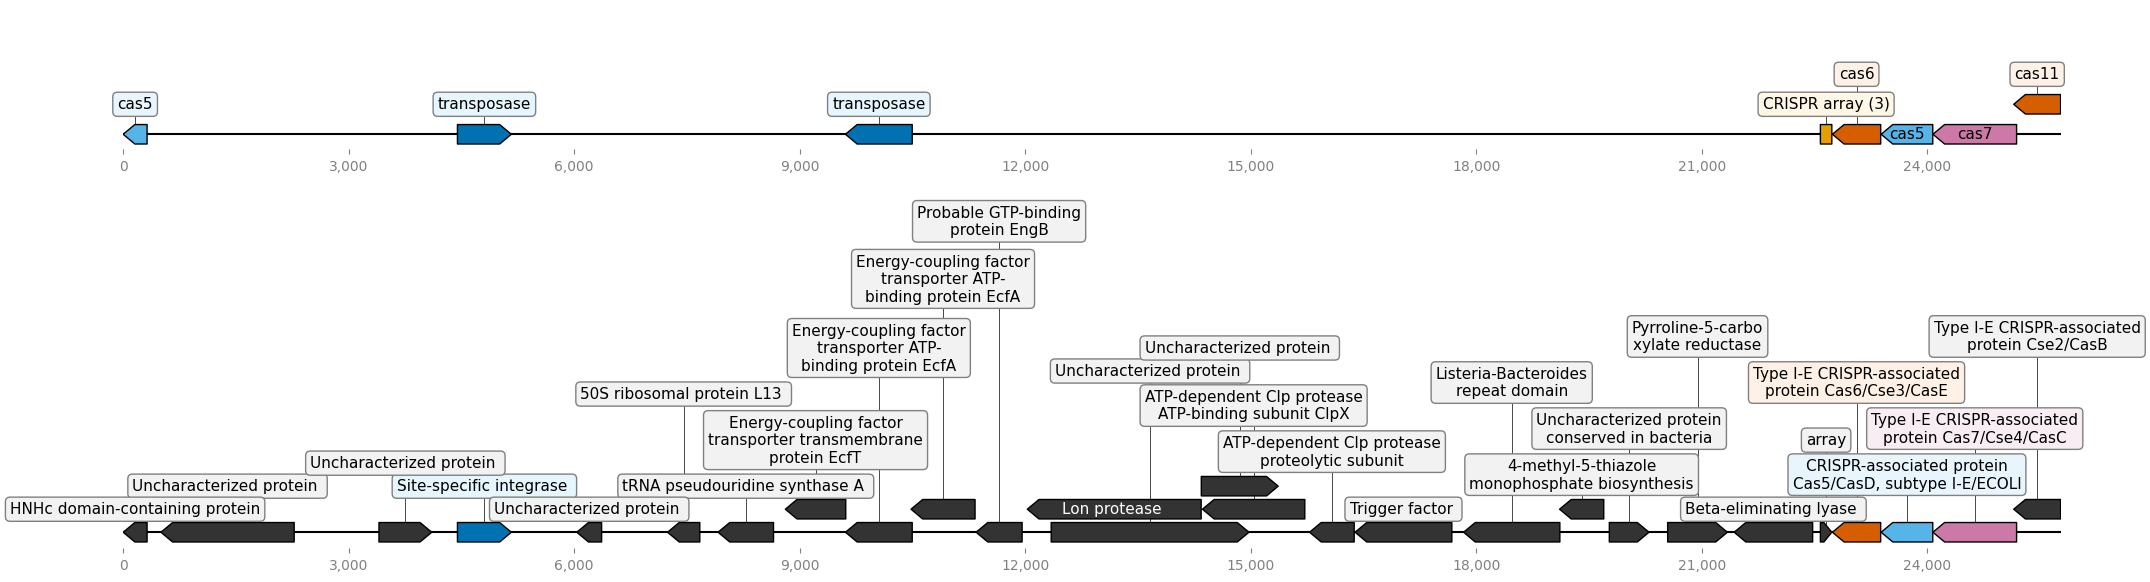 cas6
cas11
cas5
transposase
transposase
CRISPR array (3)
cas5
cas7
0
3,000
6,000
9,000
12,000
15,000
18,000
21,000
24,000
Probable GTP-binding
protein EngB
Energy-coupling factor
transporter ATP-
binding protein EcfA
Energy-coupling factor
transporter ATP-
binding protein EcfA
Pyrroline-5-carbo
xylate reductase
Type I-E CRISPR-associated
protein Cse2/CasB
Uncharacterized protein
Uncharacterized protein
Listeria-Bacteroides
repeat domain
Type I-E CRISPR-associated
protein Cas6/Cse3/CasE
50S ribosomal protein L13
ATP-dependent Clp protease
ATP-binding subunit ClpX
Energy-coupling factor
transporter transmembrane
protein EcfT
Uncharacterized protein
conserved in bacteria
array
Type I-E CRISPR-associated
protein Cas7/Cse4/CasC
ATP-dependent Clp protease
proteolytic subunit
Uncharacterized protein
4-methyl-5-thiazole
monophosphate biosynthesis
CRISPR-associated protein
Cas5/CasD, subtype I-E/ECOLI
Uncharacterized protein
Site-specific integrase
tRNA pseudouridine synthase A
HNHc domain-containing protein
Uncharacterized protein
Lon protease
Trigger factor
Beta-eliminating lyase
0
3,000
6,000
9,000
12,000
15,000
18,000
21,000
24,000